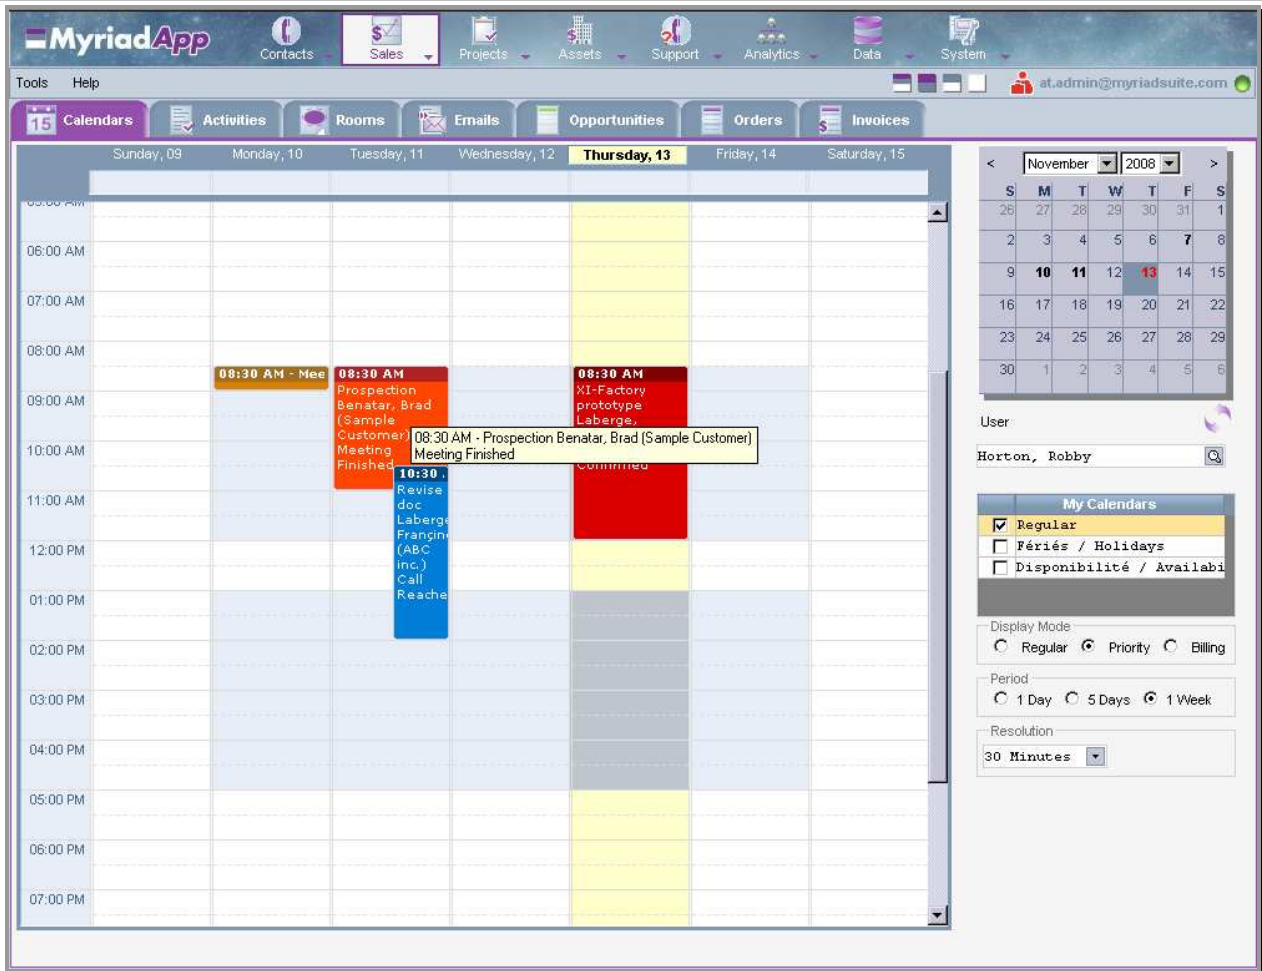 MyriadApp
Contacts
Sales
Projects
Assets
Support
Analytics
Data
System
Tools Help
at.admin@myriadsuite.com
15 Calendars
Activities
Rooms
Emails
Opportunities
Orders
Invoices
Sunday, 09
Monday, 10
Tuesday, 11
Wednesday, 12
Thursday, 13
Friday, 14
Saturday, 15
06:00 AM
07:00 AM
08:00 AM
09:00 AM
10:00 AM
11:00 AM
12:00 PM
01:00 PM
02:00 PM
03:00 PM
04:00 PM
05:00 PM
06:00 PM
07:00 PM
08:30 AM - Mee
08:30 AM
Prospection
Benatar, Brad
(Sample
Customer)
Meeting
Finished
10:30 .
Revise
doc
Laberge
Françin
(ABC
inc.)
Call
Reache
08:30 AM
XI-Factory
prototype
Laberge,
Confirmed
08:30 AM - Prospection Benatar, Brad (Sample Customer)
Meeting Finished
< November 2008 >
S M T W T F S
26 27 28 29 30 31 1
2 3 4 5 6 7 8
9 10 11 12 13 14 15
16 17 18 19 20 21 22
23 24 25 26 27 28 29
30 1 2 3 4 5 6
User
Horton, Robby
My Calendars
Regular
Fériés / Holidays
Disponibilité / Availabi
Display Mode
Regular Priority Billing
Period
1 Day 5 Days 1 Week
Resolution
30 Minutes